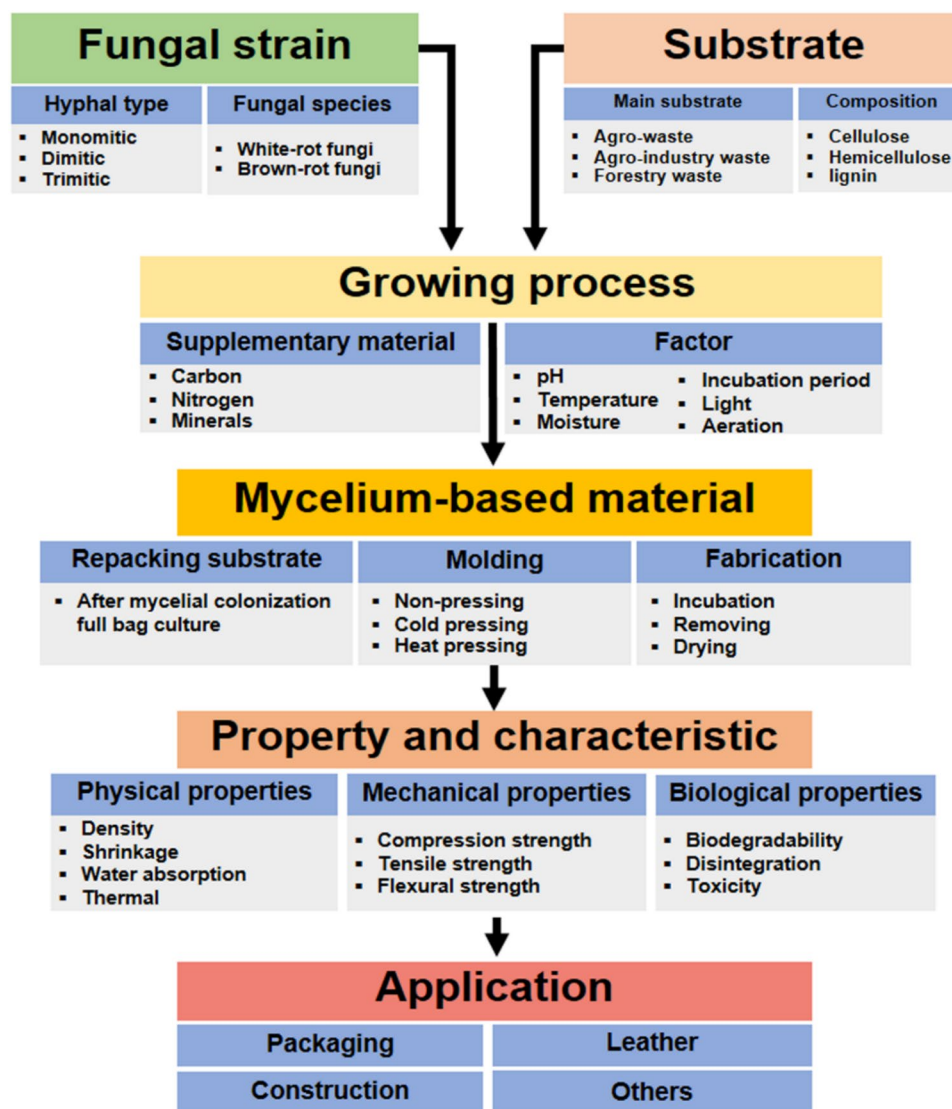 Fungal strain
Hyphal type
▪ Monomitic
▪ Dimitic
▪ Trimitic
Fungal species
▪ White-rot fungi
▪ Brown-rot fungi
Substrate
Main substrate
▪ Agro-waste
▪ Agro-industry waste
▪ Forestry waste
Composition
▪ Cellulose
▪ Hemicellulose
▪ lignin
Growing process
Supplementary material
▪ Carbon
▪ Nitrogen
▪ Minerals
Factor
▪ pH
▪ Temperature
▪ Moisture
▪ Incubation period
▪ Light
▪ Aeration
Mycelium-based material
Repacking substrate
▪ After mycelial colonization
full bag culture
Molding
▪ Non-pressing
▪ Cold pressing
▪ Heat pressing
Fabrication
▪ Incubation
▪ Removing
▪ Drying
Property and characteristic
Physical properties
▪ Density
▪ Shrinkage
▪ Water absorption
▪ Thermal
Mechanical properties
▪ Compression strength
▪ Tensile strength
▪ Flexural strength
Biological properties
▪ Biodegradability
▪ Disintegration
▪ Toxicity
Application
Packaging
Leather
Construction
Others